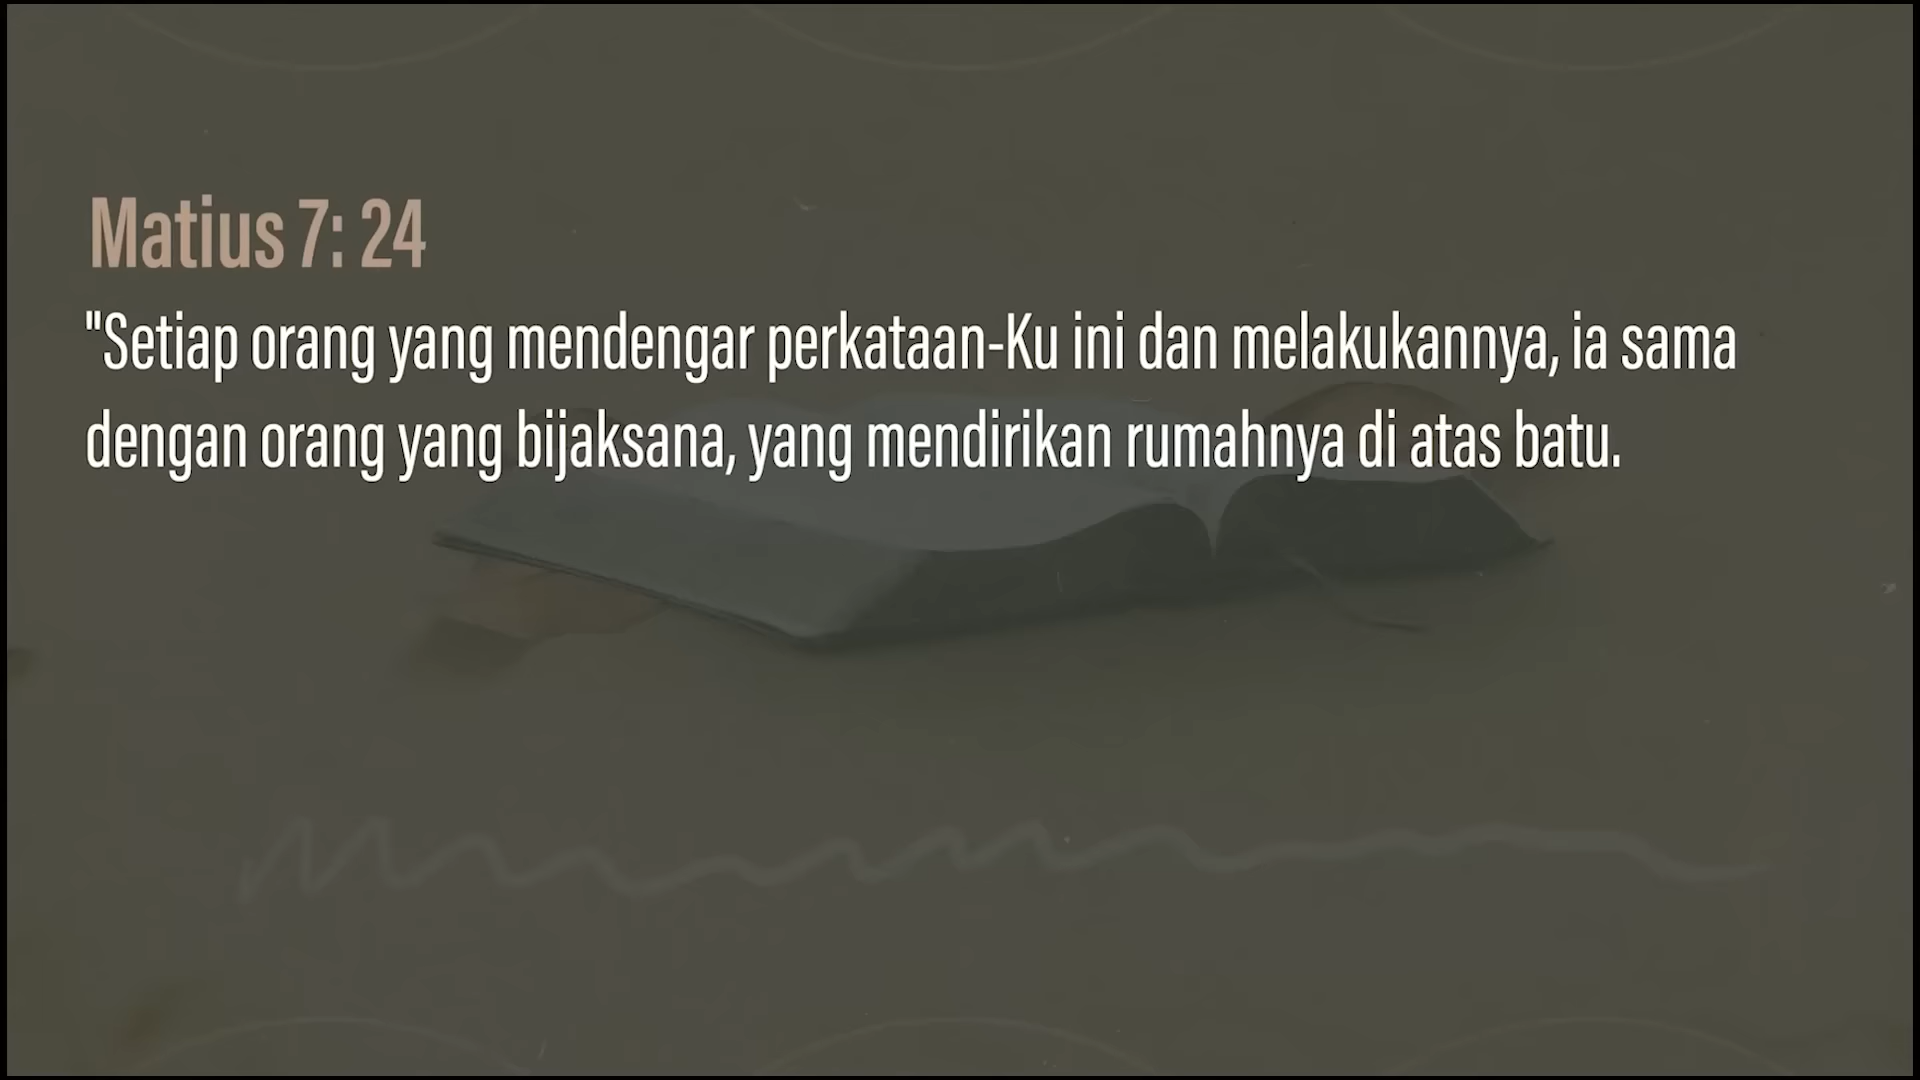 Matius 7: 24
"Setiap orang yang mendengar perkataan-Ku ini dan melakukannya, ia sama
dengan orang yang bijaksana, yang mendirikan rumahnya di atas batu.